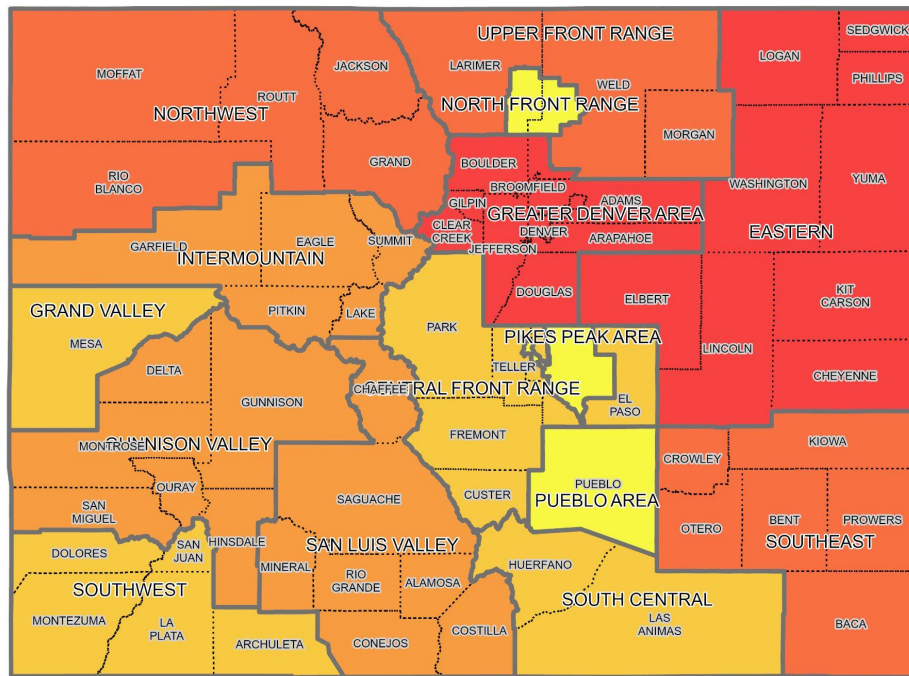 SEDGWICK
UPPER FRONT RANGE
LOGAN
JACKSON
LARIMER
MOFFAT
PHILLIPS
WELD
ROUTT
NORTH FRONT RANGE
NORTHWEST
MORGAN
GRAND
BOULDER
RIO
BLANCO
WASHINGTON
YUMA
BROOMFIELD
ADAMS
GILPIN
GREATER DENVER AREA
CLEAR
CREEK
DENVER
EASTERN
SUMMIT
EAGLE
GARFIELD
JEFFERSON
ARAPAHOE
INTERMOUNTAIN
DOUGLAS
ELBERT
KIT
CARSON
GRAND VALLEY
PITKIN
LAKE
PARK
PIKES PEAK AREA
MESA
LINCOLN
TELLER
DELTA
CHEYENNE
CHAFFEE
CENTRAL FRONT RANGE
GUNNISON
EL
PASO
FREMONT
MONTROSE
GUNNISON VALLEY
KIOWA
CROWLEY
OURAY
PUEBLO
SAGUACHE
CUSTER
PUEBLO AREA
SAN
MIGUEL
OTERO
BENT
PROWERS
SOUTHEAST
HINSDALE
SAN LUIS VALLEY
DOLORES
SAN
JUAN
MINERAL
HUERFANO
RIO
GRANDE
ALAMOSA
SOUTHWEST
SOUTH CENTRAL
MONTEZUMA
LA
PLATA
LAS
ANIMAS
BACA
COSTILLA
ARCHULETA
CONEJOS